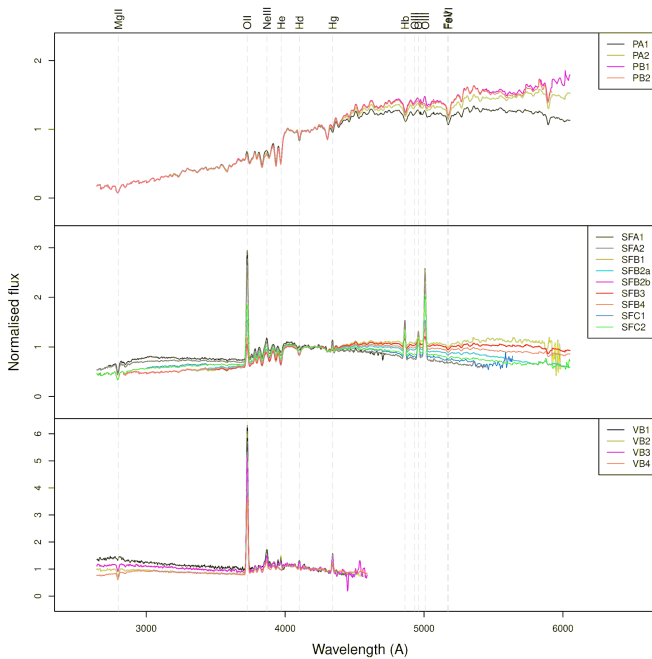 MgII OII NeIII He Hd Hg Hb OIII OIII FeVI
PA1
PA2
PB1
PB2
2
1
0
SFA1
SFA2
SFB1
SFB2a
SFB2b
SFB3
SFB4
SFC1
SFC2
3
2
1
0
Normalised flux
VB1
VB2
VB3
VB4
6
5
4
3
2
1
0
3000 4000 5000 6000
Wavelength (A)